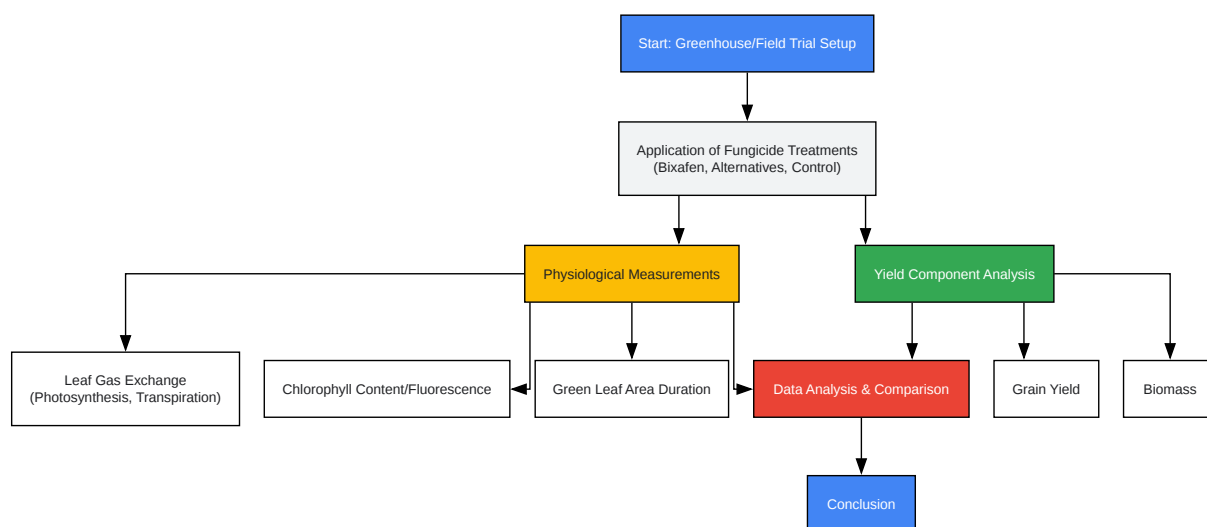 Start: Greenhouse/Field Trial Setup
Application of Fungicide Treatments
(Bixafen, Alternatives, Control)
Physiological Measurements
Yield Component Analysis
Leaf Gas Exchange
(Photosynthesis, Transpiration)
Chlorophyll Content/Fluorescence
Green Leaf Area Duration
Data Analysis & Comparison
Grain Yield
Biomass
Conclusion